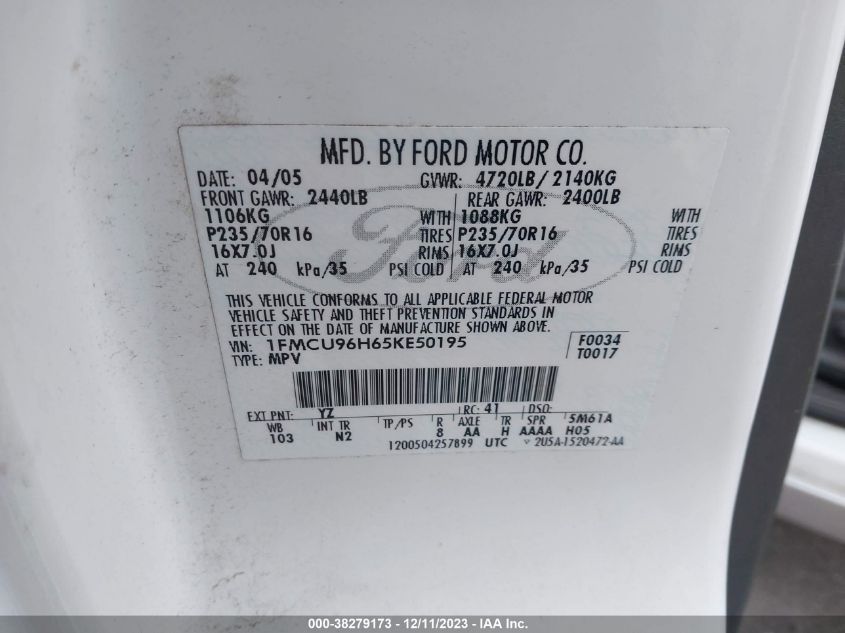 MFD. BY FORD MOTOR CO.
DATE: 04/05 GVWR: 4720LB/2140KG
FRONT GAWR: 2440LB REAR GAWR: 2400LB
1106KG WITH 1088KG WITH
P235/70R16 TIRES P235/70R16 TIRES
16X7.0J RIMS 16X7.0J RIMS
AT 240 kPa/35 PSI COLD AT 240 kPa/35 PSI COLD
Ford
THIS VEHICLE CONFORMS TO ALL APPLICABLE FEDERAL MOTOR
VEHICLE SAFETY AND THEFT PREVENTION STANDARDS IN
EFFECT ON THE DATE OF MANUFACTURE SHOWN ABOVE.
VIN: 1FMCU96H65KE50195 F0034
TYPE: MPV T0017
EXT PNT: YZ RC: 41 DSO:
WB INT TR TP/PS R AXLE TR SPR 5M61A
103 N2 8 AA H AAAA H05
1200504257899 UTC 2U5A-1520472-AA
000-38279173 - 12/11/2023 - IAA Inc.